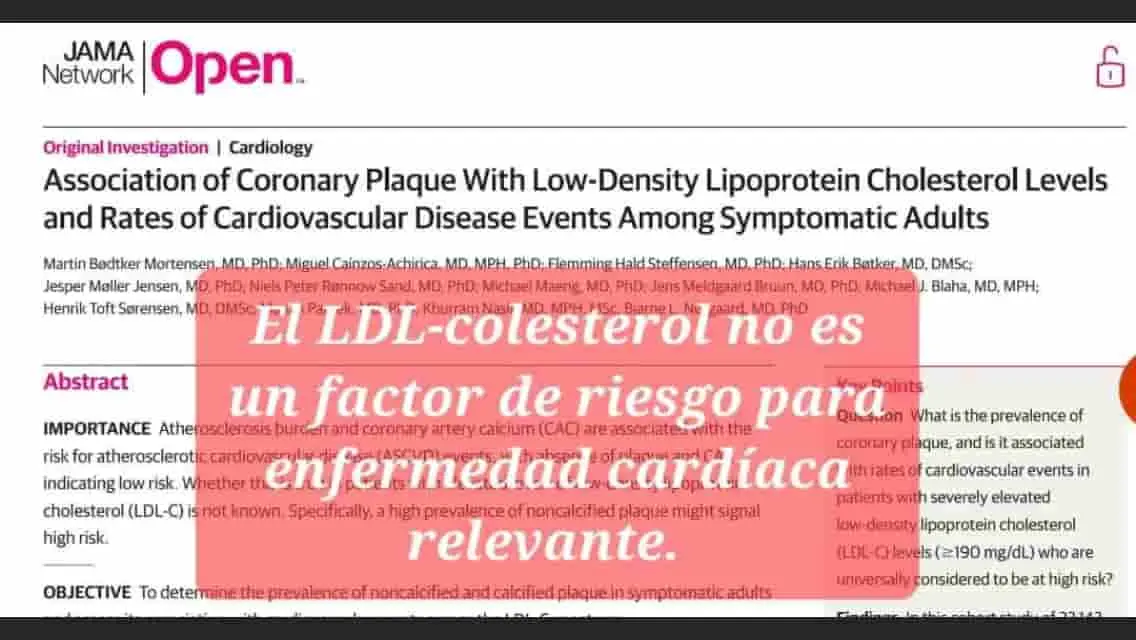 JAMA
Network
Open
Original Investigation | Cardiology
Association of Coronary Plaque With Low-Density Lipoprotein Cholesterol Levels
and Rates of Cardiovascular Disease Events Among Symptomatic Adults
Martin Bødtker Mortensen, MD, PhD; Miguel Caínzos-Achirica, MD, MPH, PhD; Flemming Hald Steffensen, MD, PhD; Hans Erik Bøtker, MD, DMSc;
Jesper Møller Jensen, MD, PhD; Niels Peter Rønnow Sand, MD, PhD; Michael Maeng, MD, PhD; Jens Meldgaard Bruun, MD, PhD; Michael J. Blaha, MD, MPH;
Henrik Toft Sørensen, MD, DMSc; MD, PhD; Khurram Nasir, MD, MPH, MSc; Bjarne L. Nørgaard, MD, PhD
El LDL-colesterol no es
un factor de riesgo para
enfermedad cardíaca
relevante.
Abstract
IMPORTANCE Atherosclerosis burden and coronary artery calcium (CAC) are associated with the
risk for atherosclerotic cardiovascular disease (ASCVD) events, with absence of plaque and CAC
indicating low risk. Whether
cholesterol (LDL-C) is not known. Specifically, a high prevalence of noncalcified plaque might signal
high risk.
OBJECTIVE To determine the prevalence of noncalcified and calcified plaque in symptomatic adults
Key Points
Question What is the prevalence of
coronary plaque, and is it associated
with rates of cardiovascular events in
patients with severely elevated
low-density lipoprotein cholesterol
(LDL-C) levels (≥190 mg/dL) who are
universally considered to be at high risk?
Findings In this cohort study of